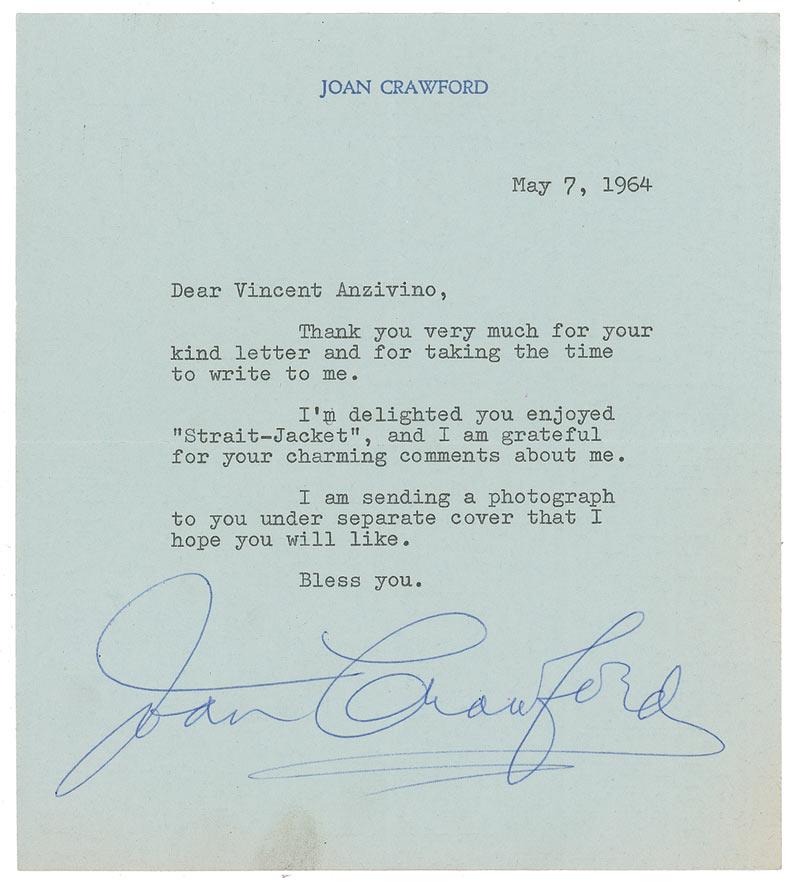 JOAN CRAWFORD
May 7, 1964
Dear Vincent Anzivino,
Thank you very much for your
kind letter and for taking the time
to write to me.
I'm delighted you enjoyed
"Strait-Jacket", and I am grateful
for your charming comments about me.
I am sending a photograph
to you under separate cover that I
hope you will like.
Bless you.
Joan Crawford